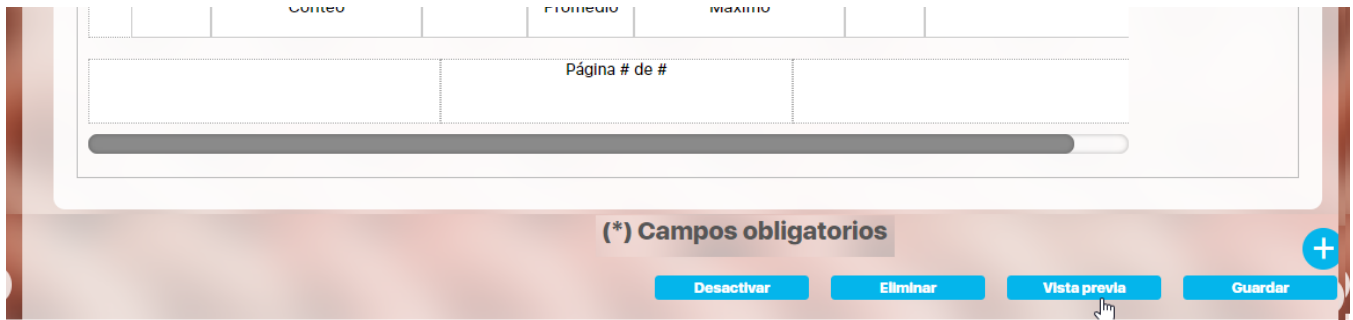 Conteo Promedio Máximo
Página # de #
(*) Campos obligatorios
Desactivar Eliminar Vista previa Guardar